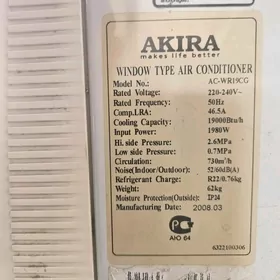 AKIRA
makes life better
WINDOW TYPE AIR CONDITIONER
Model No.: AC-WR19CG
Rated Voltage: 220-240V~
Rated Frequency: 50Hz
Comp.LRA: 46.5A
Cooling Capacity: 19000Btu/h
Input Power: 1980W
Hi. side Pressure: 2.6MPa
Low side Pressure: 0.7MPa
Circulation: 730m³/h
Noise(Indoor/Outdoor): 52/60dB(A)
Refrigerant Charge: R22/0.76kg
Weight: 62kg
Moisture Protection(Outside): IP24
Manufacturing Date: 2008.03
АЮ 64
6322100306